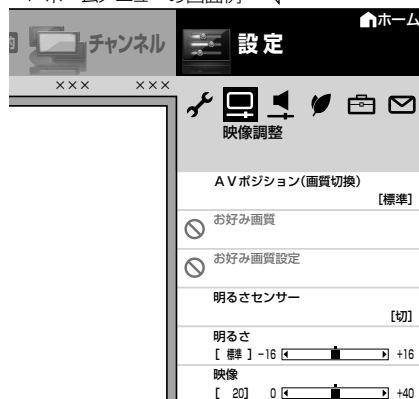 ホーム
チャンネル
設定
××× ×××
映像調整
AVポジション(画質切換)
[標準]
お好み画質
お好み画質設定
明るさセンサー
[切]
明るさ
[ 標準 ] -16 +16
映像
[ 20] 0 +40